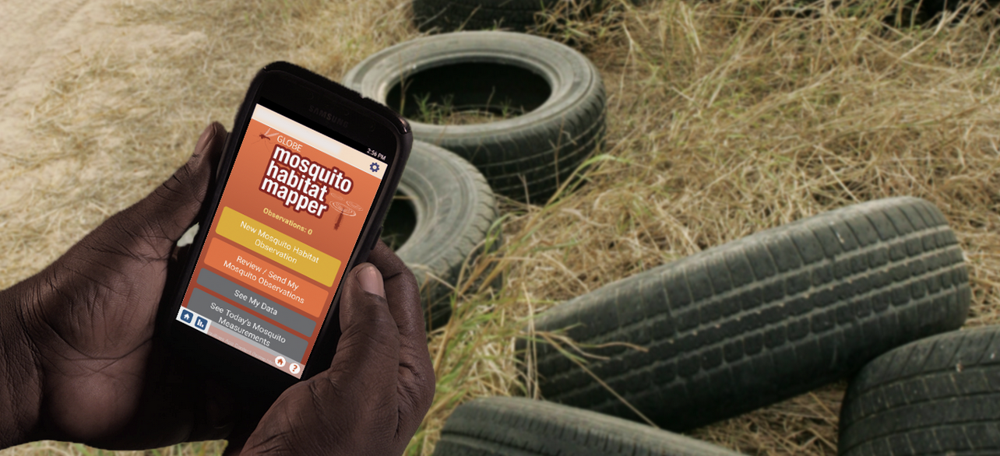 SAMSUNG
2:56 PM
GLOBE
mosquito
habitat
mapper
Observations: 0
New Mosquito Habitat
Observation
Review / Send My
Mosquito Observations
See My Data
See Today's Mosquito
Measurements
?